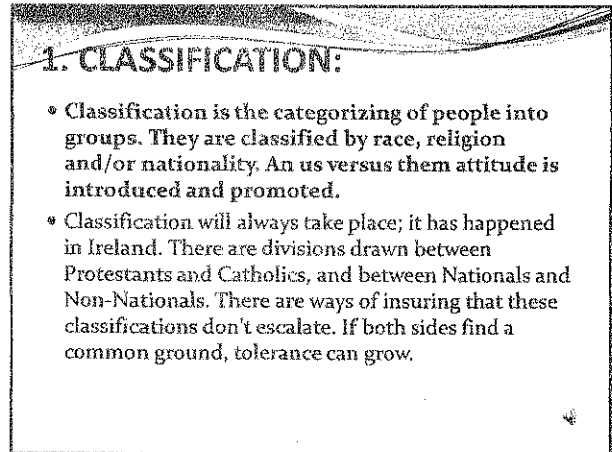 1. CLASSIFICATION:
• Classification is the categorizing of people into
groups. They are classified by race, religion
and/or nationality. An us versus them attitude is
introduced and promoted.
• Classification will always take place; it has happened
in Ireland. There are divisions drawn between
Protestants and Catholics, and between Nationals and
Non-Nationals. There are ways of insuring that these
classifications don't escalate. If both sides find a
common ground, tolerance can grow.